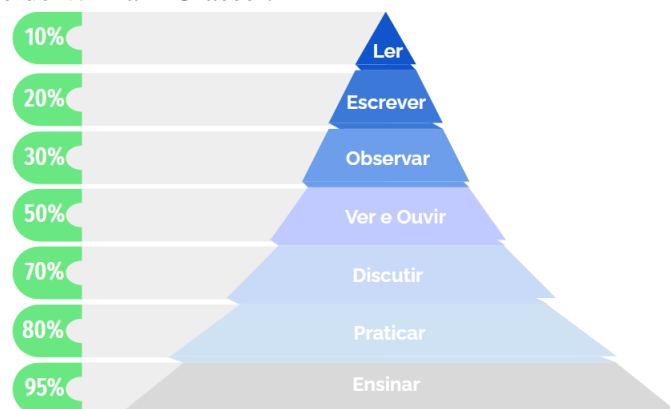 10% Ler
20% Escrever
30% Observar
50% Ver e Ouvir
70% Discutir
80% Praticar
95% Ensinar